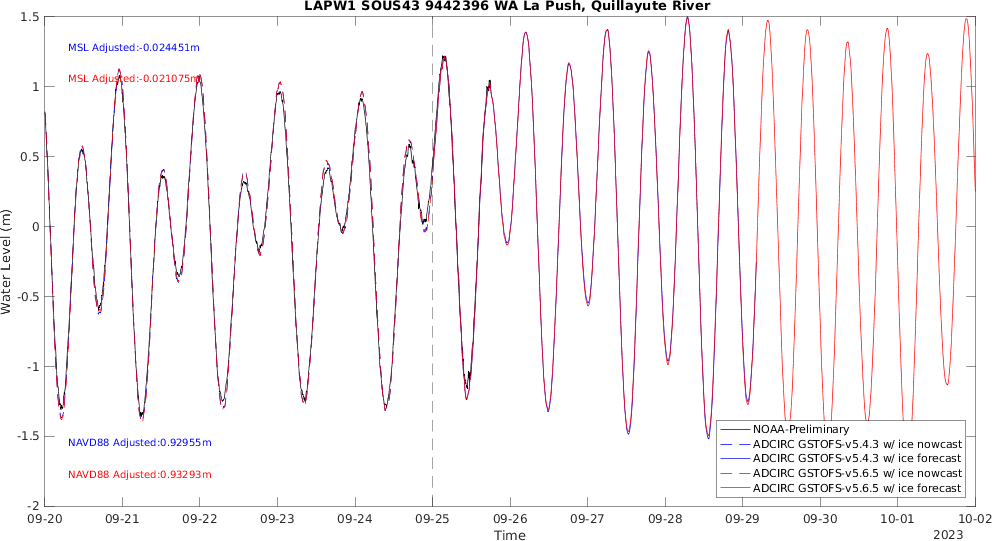 LAPW1 SOUS43 9442396 WA La Push, Quillayute River
MSL Adjusted:-0.024451m
MSL Adjusted:-0.021075m
NAVD88 Adjusted:0.92955m
NAVD88 Adjusted:0.93293m
Water Level (m)
1.5
1
0.5
0
-0.5
-1
-1.5
-2
NOAA-Preliminary
ADCIRC GSTOFS-v5.4.3 w/ ice nowcast
ADCIRC GSTOFS-v5.4.3 w/ ice forecast
ADCIRC GSTOFS-v5.6.5 w/ ice nowcast
ADCIRC GSTOFS-v5.6.5 w/ ice forecast
09-20 09-21 09-22 09-23 09-24 09-25 09-26 09-27 09-28 09-29 09-30 10-01 10-02
Time
2023